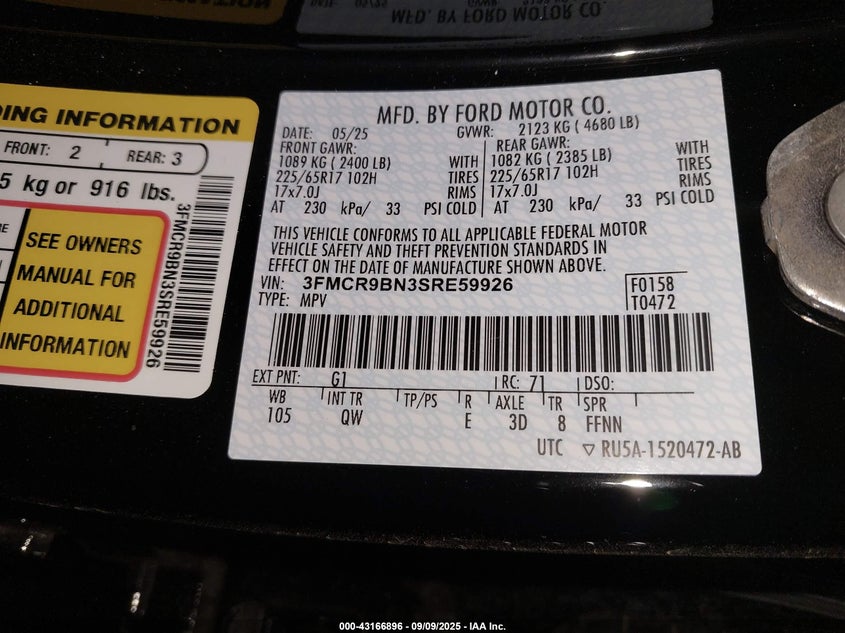 MFD. BY FORD MOTOR CO.
DING INFORMATION
FRONT: 2 REAR: 3
5 kg or 916 lbs.
SEE OWNERS
MANUAL FOR
ADDITIONAL
INFORMATION
3FMCR9BN3SRE59926
MFD. BY FORD MOTOR CO.
DATE: 05/25 GVWR: 2123 KG ( 4680 LB)
FRONT GAWR: REAR GAWR:
1089 KG ( 2400 LB) WITH 1082 KG ( 2385 LB) WITH
225/65R17 102H TIRES 225/65R17 102H TIRES
17x7.0J RIMS 17x7.0J RIMS
AT 230 kPa/ 33 PSI COLD AT 230 kPa/ 33 PSI COLD
THIS VEHICLE CONFORMS TO ALL APPLICABLE FEDERAL MOTOR
VEHICLE SAFETY AND THEFT PREVENTION STANDARDS IN
EFFECT ON THE DATE OF MANUFACTURE SHOWN ABOVE.
VIN: 3FMCR9BN3SRE59926 F0158
TYPE: MPV T0472
EXT PNT: G1 RC: 71 DSO:
WB INT TR TP/PS R AXLE TR SPR
105 QW E 3D 8 FFNN
UTC ▽ RU5A-1520472-AB
000-43166896 - 09/09/2025 - IAA Inc.